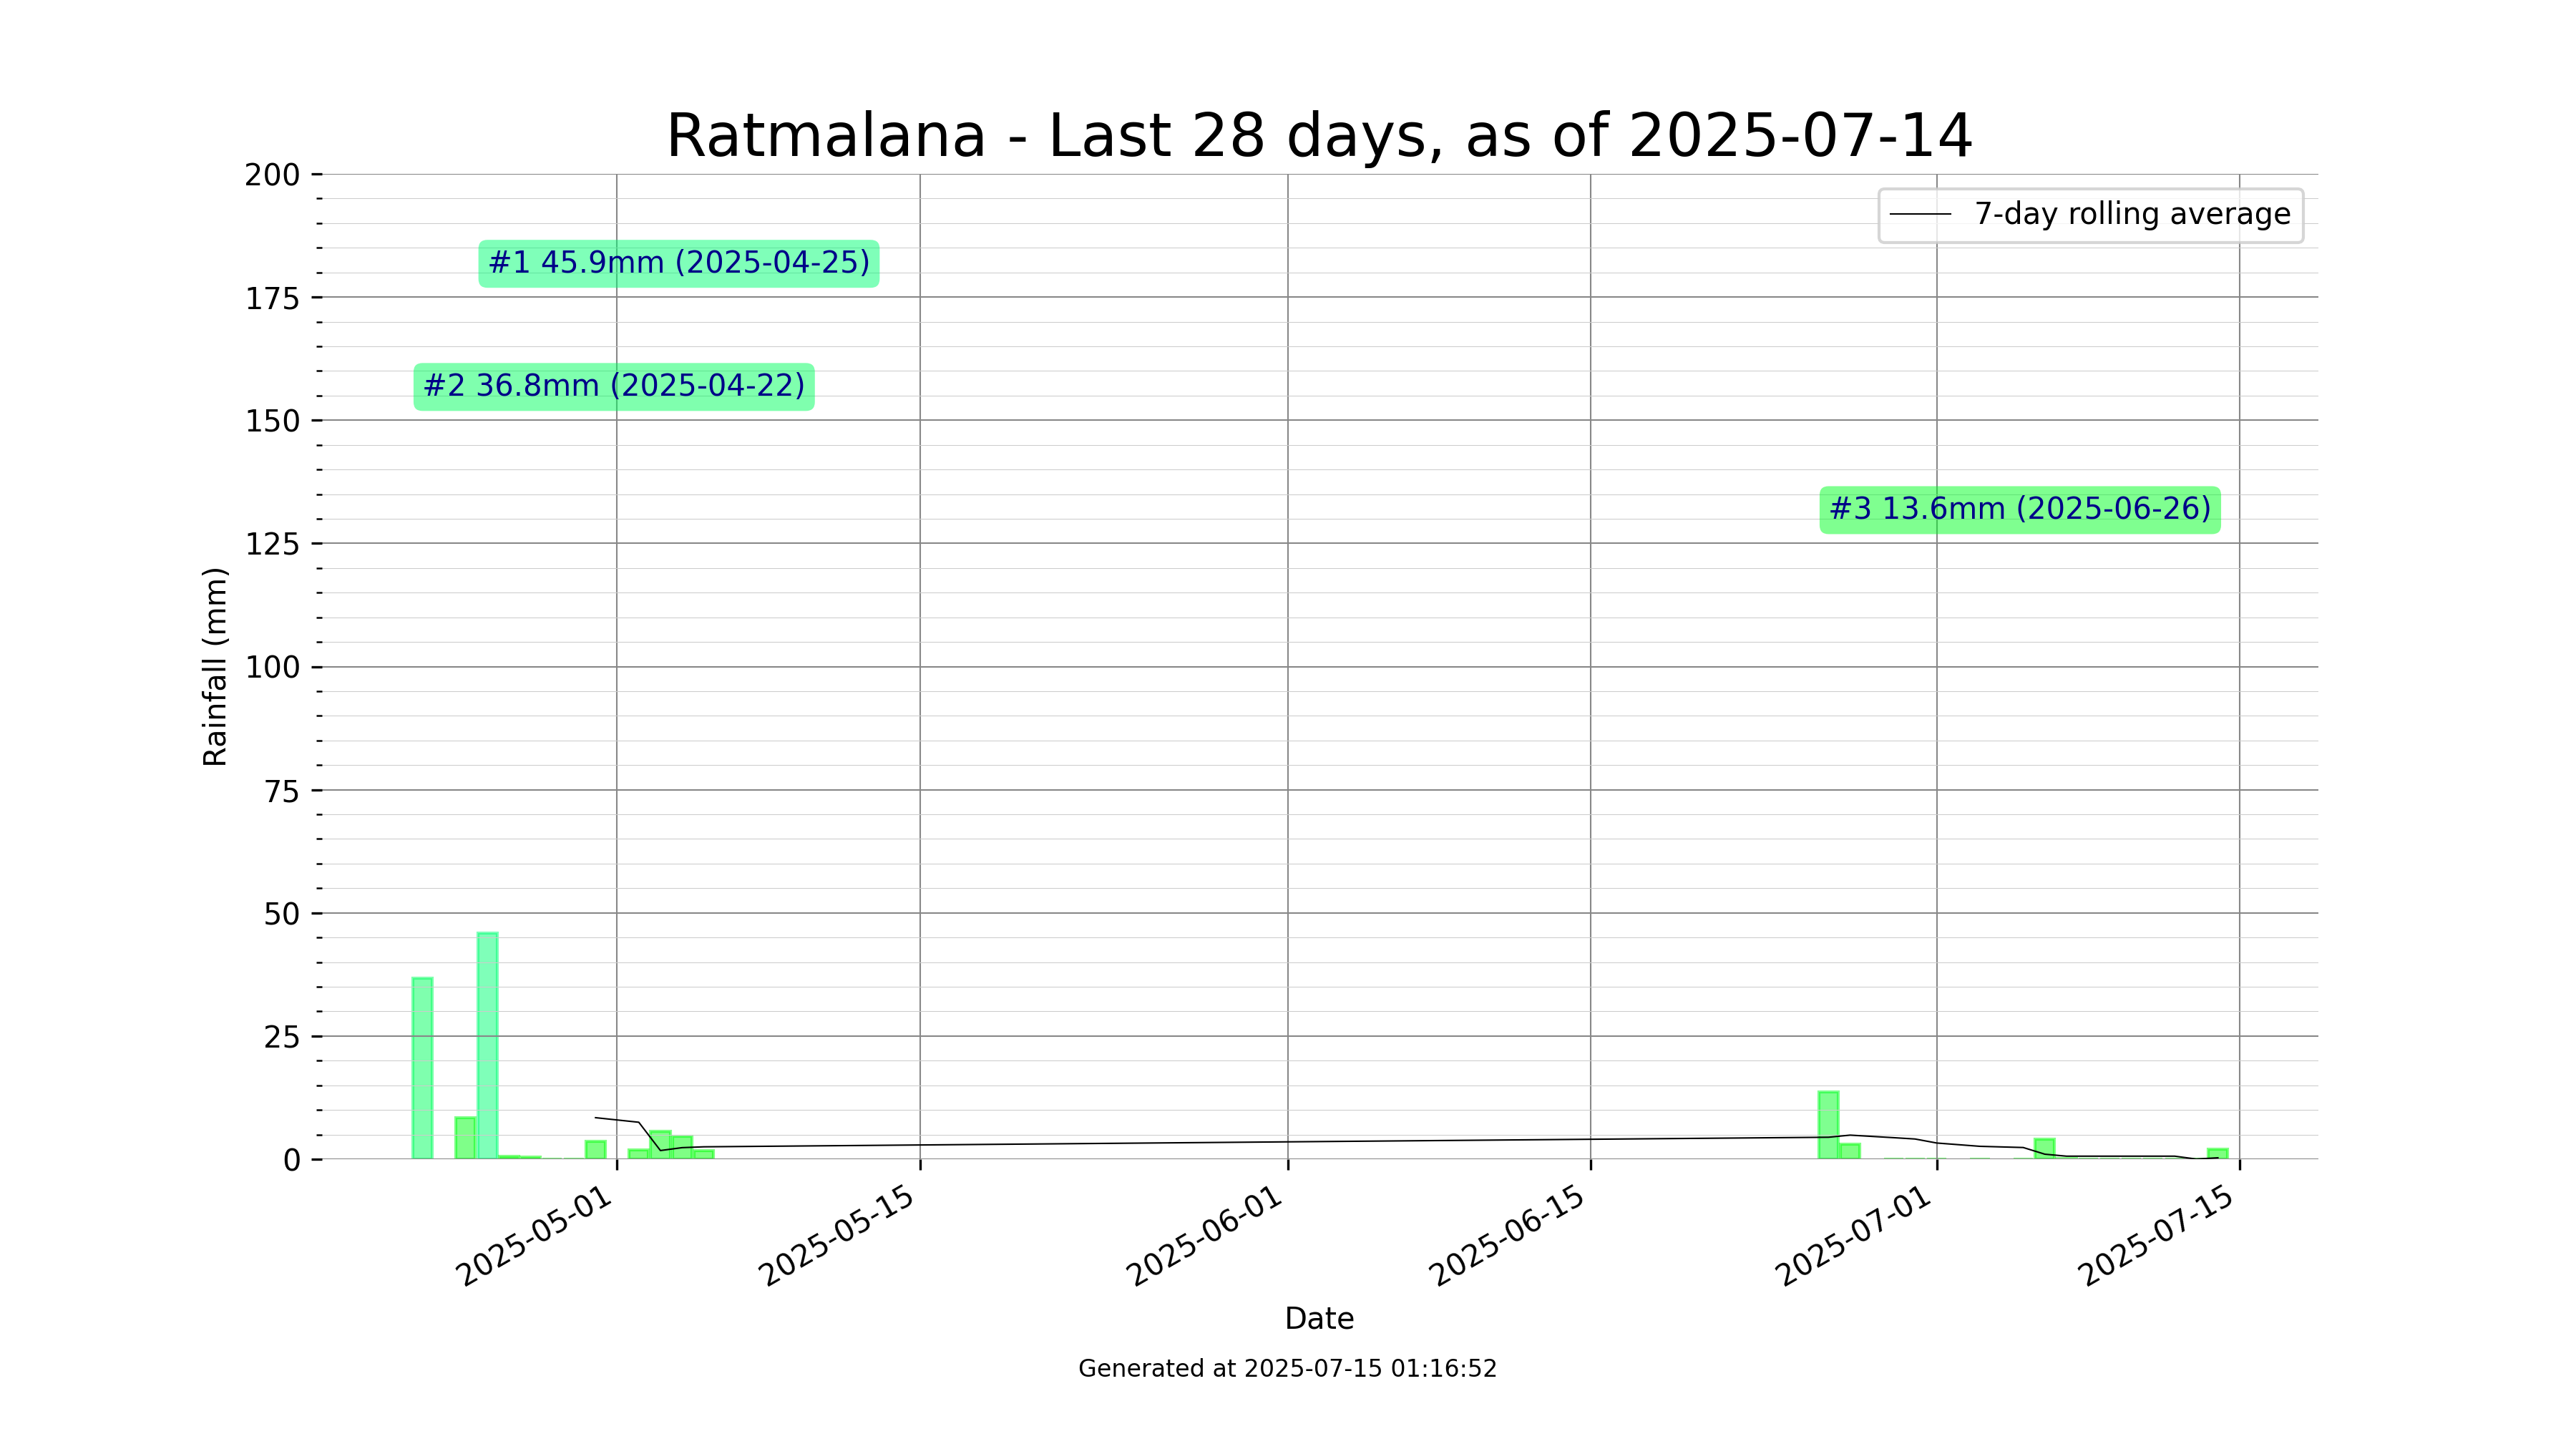 Ratmalana - Last 28 days, as of 2025-07-14
7-day rolling average
#1 45.9mm (2025-04-25)
#2 36.8mm (2025-04-22)
#3 13.6mm (2025-06-26)
Rainfall (mm)
200
175
150
125
100
75
50
25
0
2025-05-01
2025-05-15
2025-06-01
2025-06-15
2025-07-01
2025-07-15
Date
Generated at 2025-07-15 01:16:52